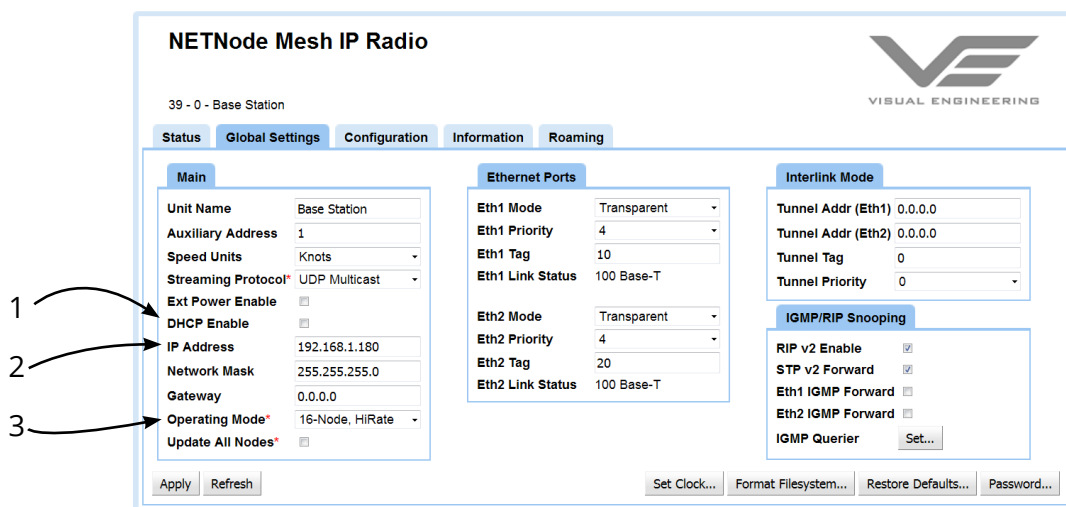 NETNode Mesh IP Radio
VISUAL ENGINEERING
39 - 0 - Base Station
Status Global Settings Configuration Information Roaming
Main
Unit Name Base Station
Auxiliary Address 1
Speed Units Knots
Streaming Protocol* UDP Multicast
Ext Power Enable
1 DHCP Enable
2 IP Address 192.168.1.180
Network Mask 255.255.255.0
Gateway 0.0.0.0
3 Operating Mode* 16-Node, HiRate
Update All Nodes*
Ethernet Ports
Eth1 Mode Transparent
Eth1 Priority 4
Eth1 Tag 10
Eth1 Link Status 100 Base-T
Eth2 Mode Transparent
Eth2 Priority 4
Eth2 Tag 20
Eth2 Link Status 100 Base-T
Interlink Mode
Tunnel Addr (Eth1) 0.0.0.0
Tunnel Addr (Eth2) 0.0.0.0
Tunnel Tag 0
Tunnel Priority 0
IGMP/RIP Snooping
RIP v2 Enable
STP v2 Forward
Eth1 IGMP Forward
Eth2 IGMP Forward
IGMP Querier Set...
Apply Refresh Set Clock... Format Filesystem... Restore Defaults... Password...